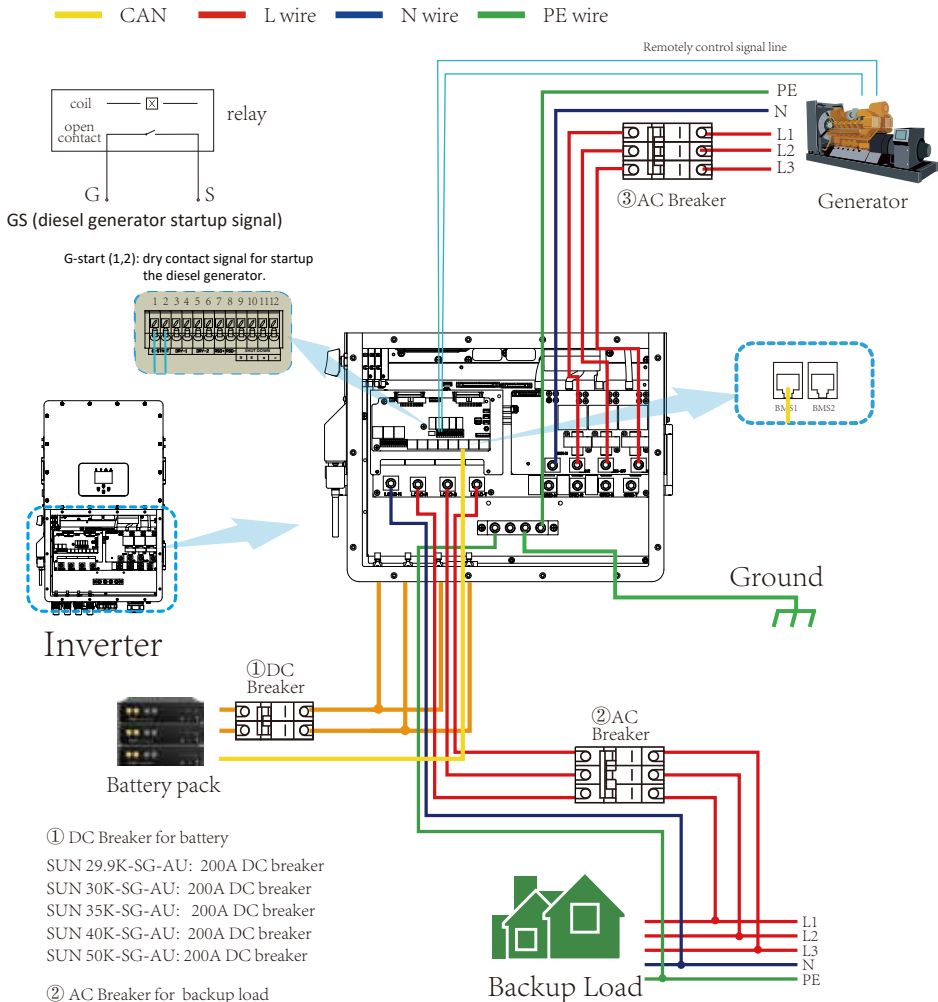 CAN L wire N wire PE wire
Remotely control signal line
coil
open
contact
relay
G S
GS (diesel generator startup signal)
PE
N
L1
L2
L3
③AC Breaker
Generator
G-start (1,2): dry contact signal for startup
the diesel generator.
1 2 3 4 5 6 7 8 9 10 11 12
BMS1 BMS2
Ground
Inverter
①DC
Breaker
Battery pack
②AC
Breaker
① DC Breaker for battery
SUN 29.9K-SG-AU: 200A DC breaker
SUN 30K-SG-AU: 200A DC breaker
SUN 35K-SG-AU: 200A DC breaker
SUN 40K-SG-AU: 200A DC breaker
SUN 50K-SG-AU: 200A DC breaker
② AC Breaker for backup load
Backup Load
L1
L2
L3
N
PE